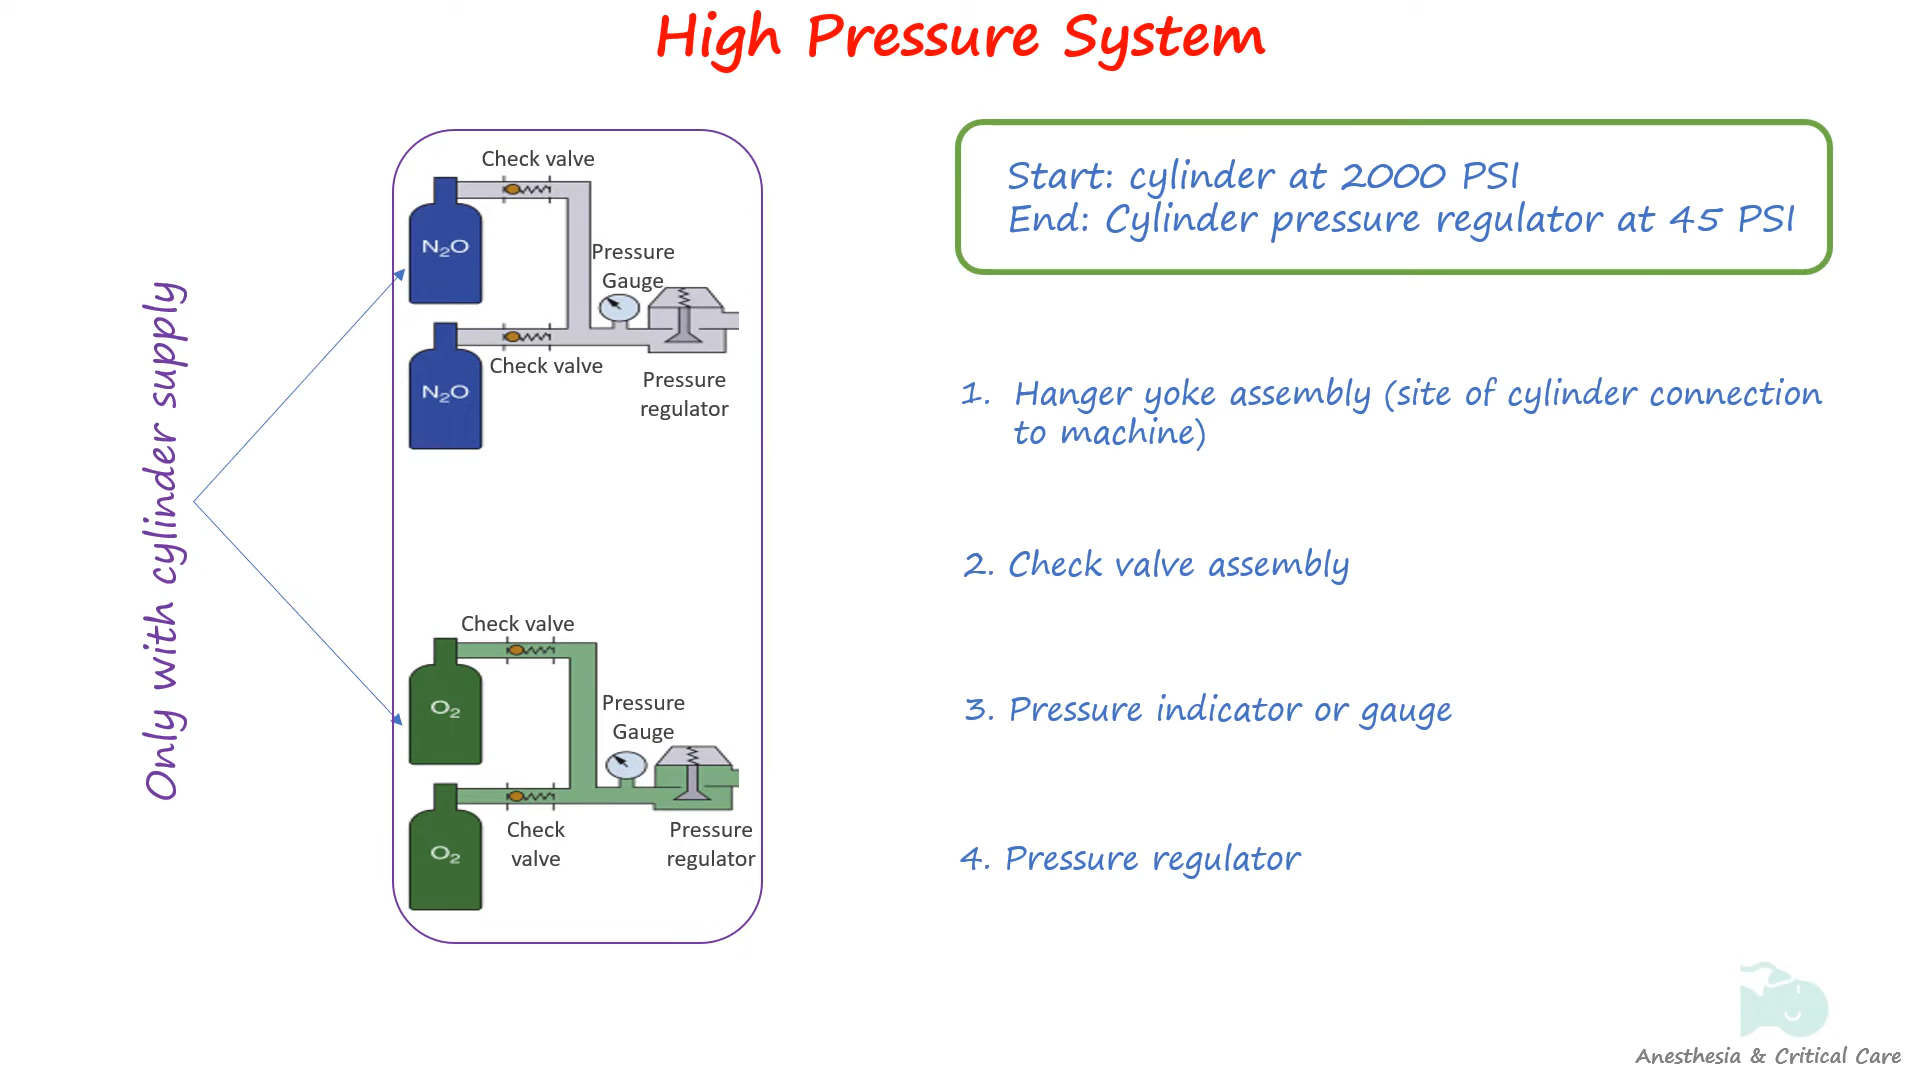 High Pressure System
Only with cylinder supply
Check valve
N₂O
Pressure
Gauge
N₂O
Check valve
Pressure
regulator
Check valve
O₂
Pressure
Gauge
O₂
Check
valve
Pressure
regulator
Start: cylinder at 2000 PSI
End: Cylinder pressure regulator at 45 PSI
1. Hanger yoke assembly (site of cylinder connection
to machine)
2. Check valve assembly
3. Pressure indicator or gauge
4. Pressure regulator
Anesthesia & Critical Care